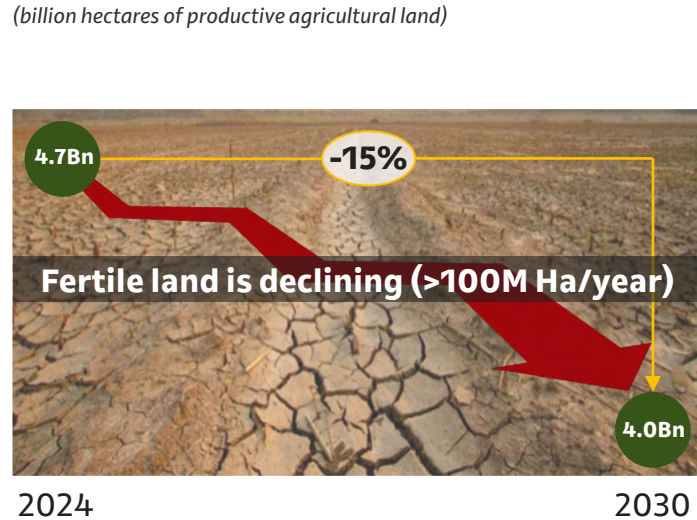 (billion hectares of productive agricultural land)
4.7Bn
-15%
Fertile land is declining (>100M Ha/year)
4.0Bn
2024
2030